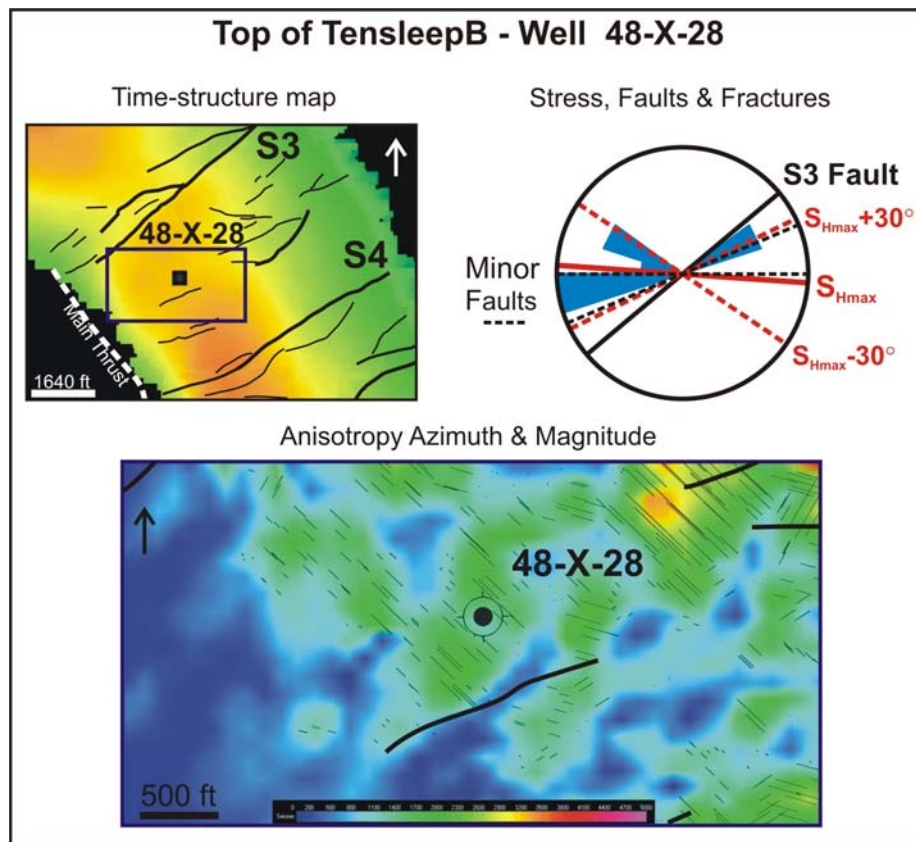 Top of TensleepB - Well 48-X-28
Time-structure map
Stress, Faults & Fractures
S3
48-X-28
S4
Main Thrust
1640 ft
S3 Fault
SHmax+30°
Minor
Faults
SHmax
SHmax-30°
Anisotropy Azimuth & Magnitude
48-X-28
500 ft